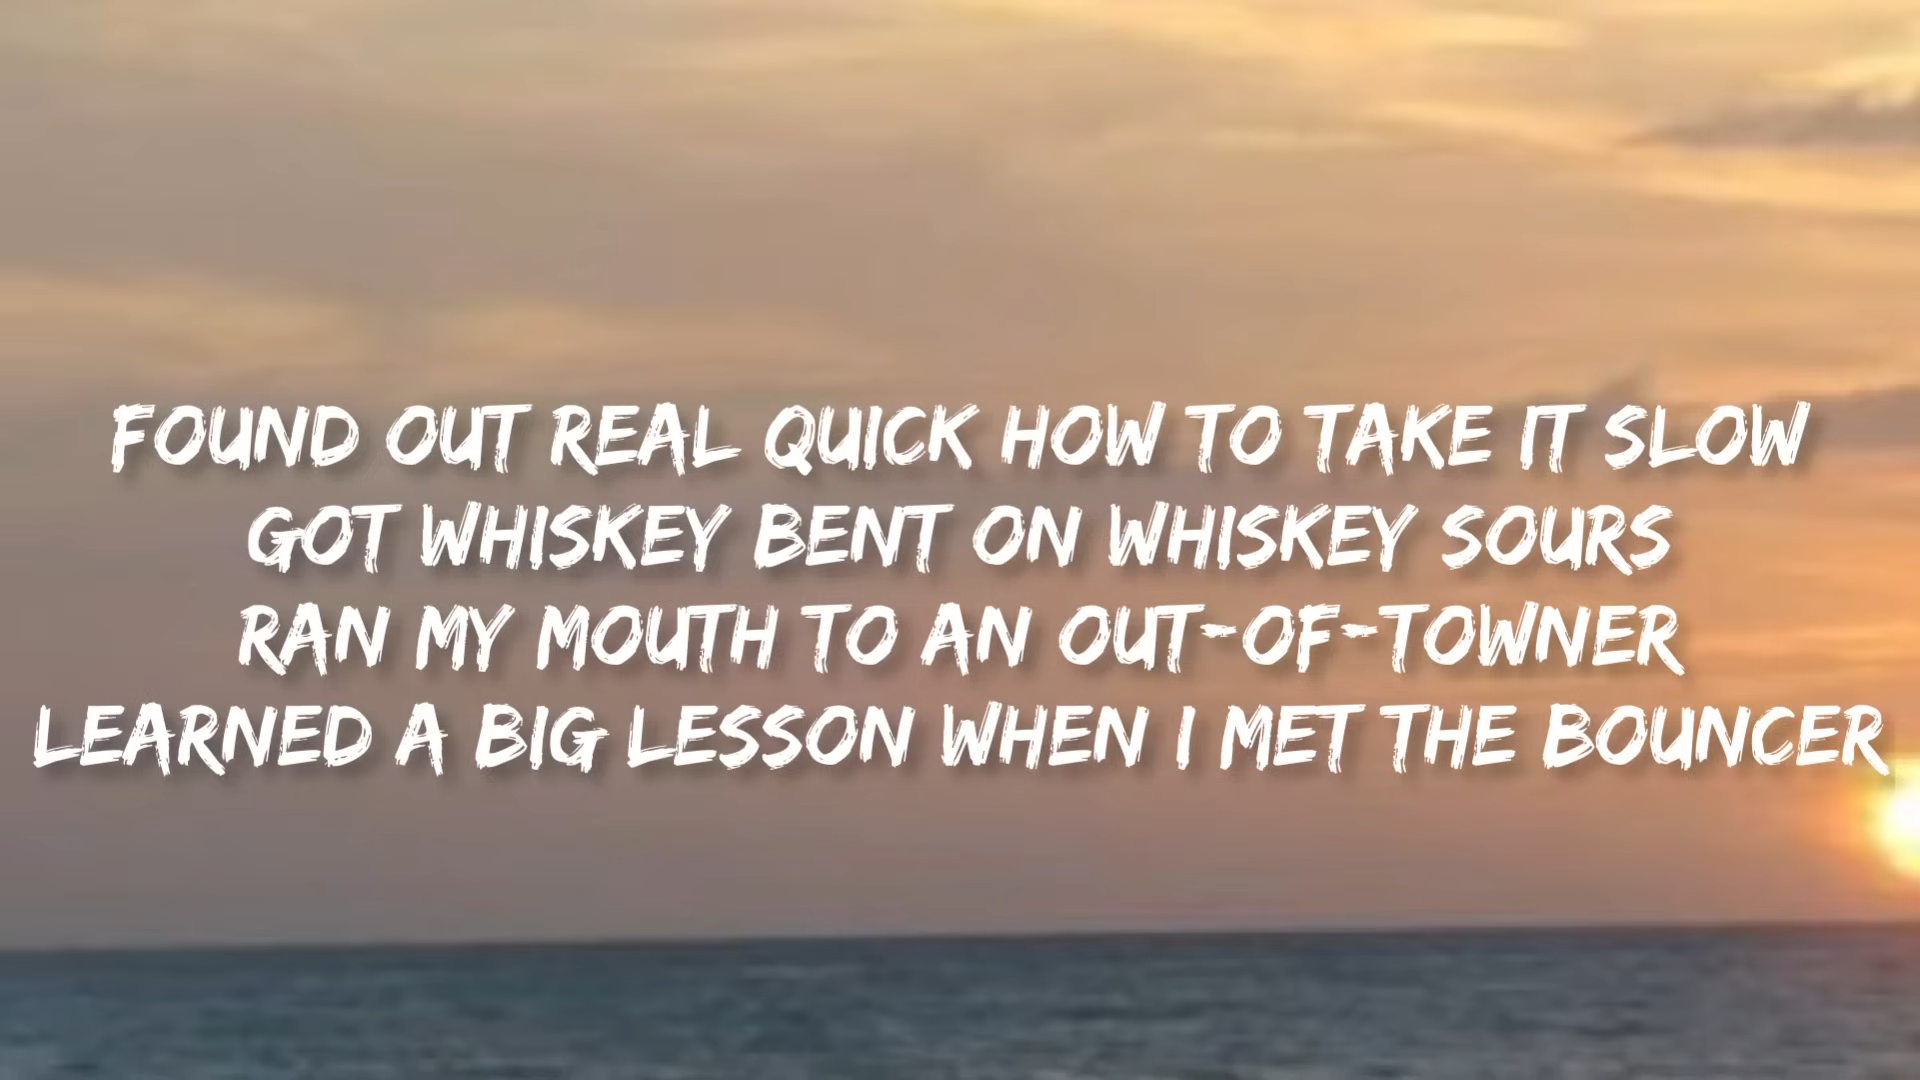 FOUND OUT REAL QUICK HOW TO TAKE IT SLOW
GOT WHISKEY BENT ON WHISKEY SOURS
RAN MY MOUTH TO AN OUT-OF-TOWNER
LEARNED A BIG LESSON WHEN I MET THE BOUNCER